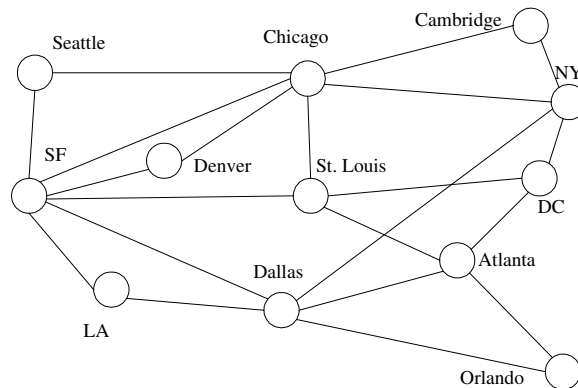 Cambridge
Chicago
Seattle
NY
SF
Denver
St. Louis
DC
Dallas
Atlanta
LA
Orlando